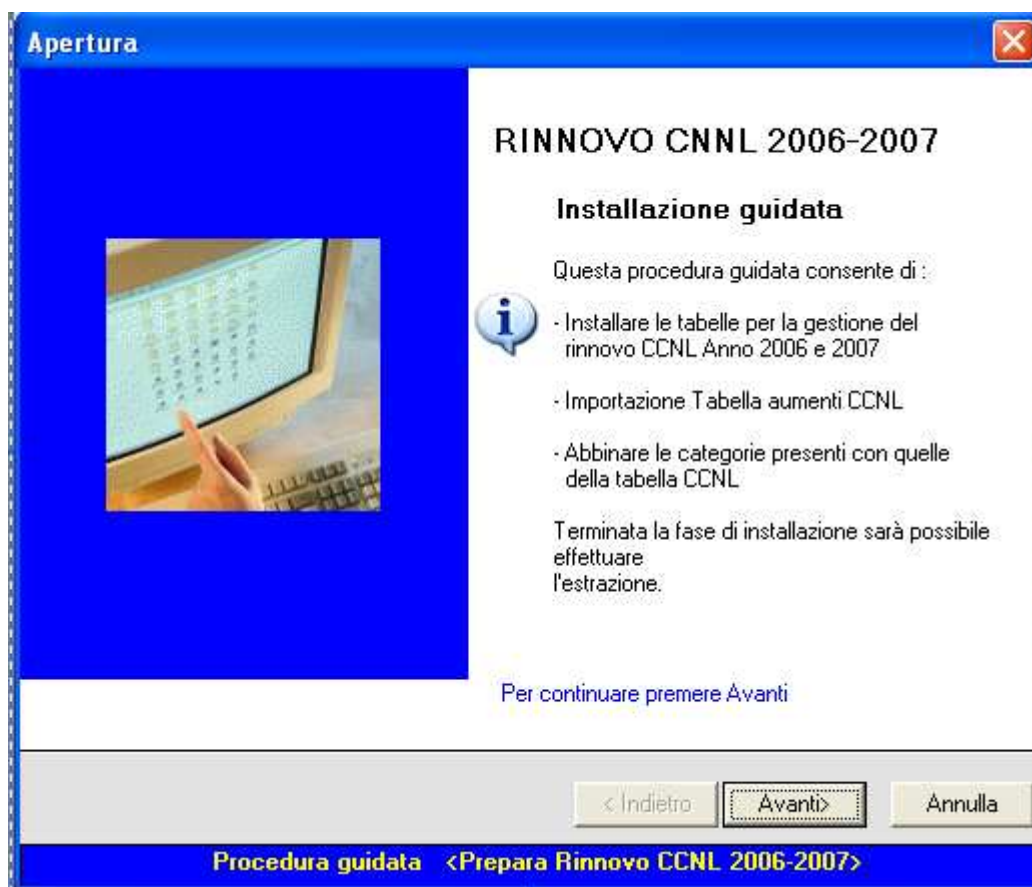 Apertura
RINNOVO CNNL 2006-2007
Installazione guidata
Questa procedura guidata consente di :
- Installare le tabelle per la gestione del
rinnovo CCNL Anno 2006 e 2007
- Importazione Tabella aumenti CCNL
- Abbinare le categorie presenti con quelle
della tabella CCNL
Terminata la fase di installazione sarà possibile
effettuare
l'estrazione.
Per continuare premere Avanti
< Indietro
Avanti>
Annulla
Procedura guidata <Prepara Rinnovo CCNL 2006-2007>